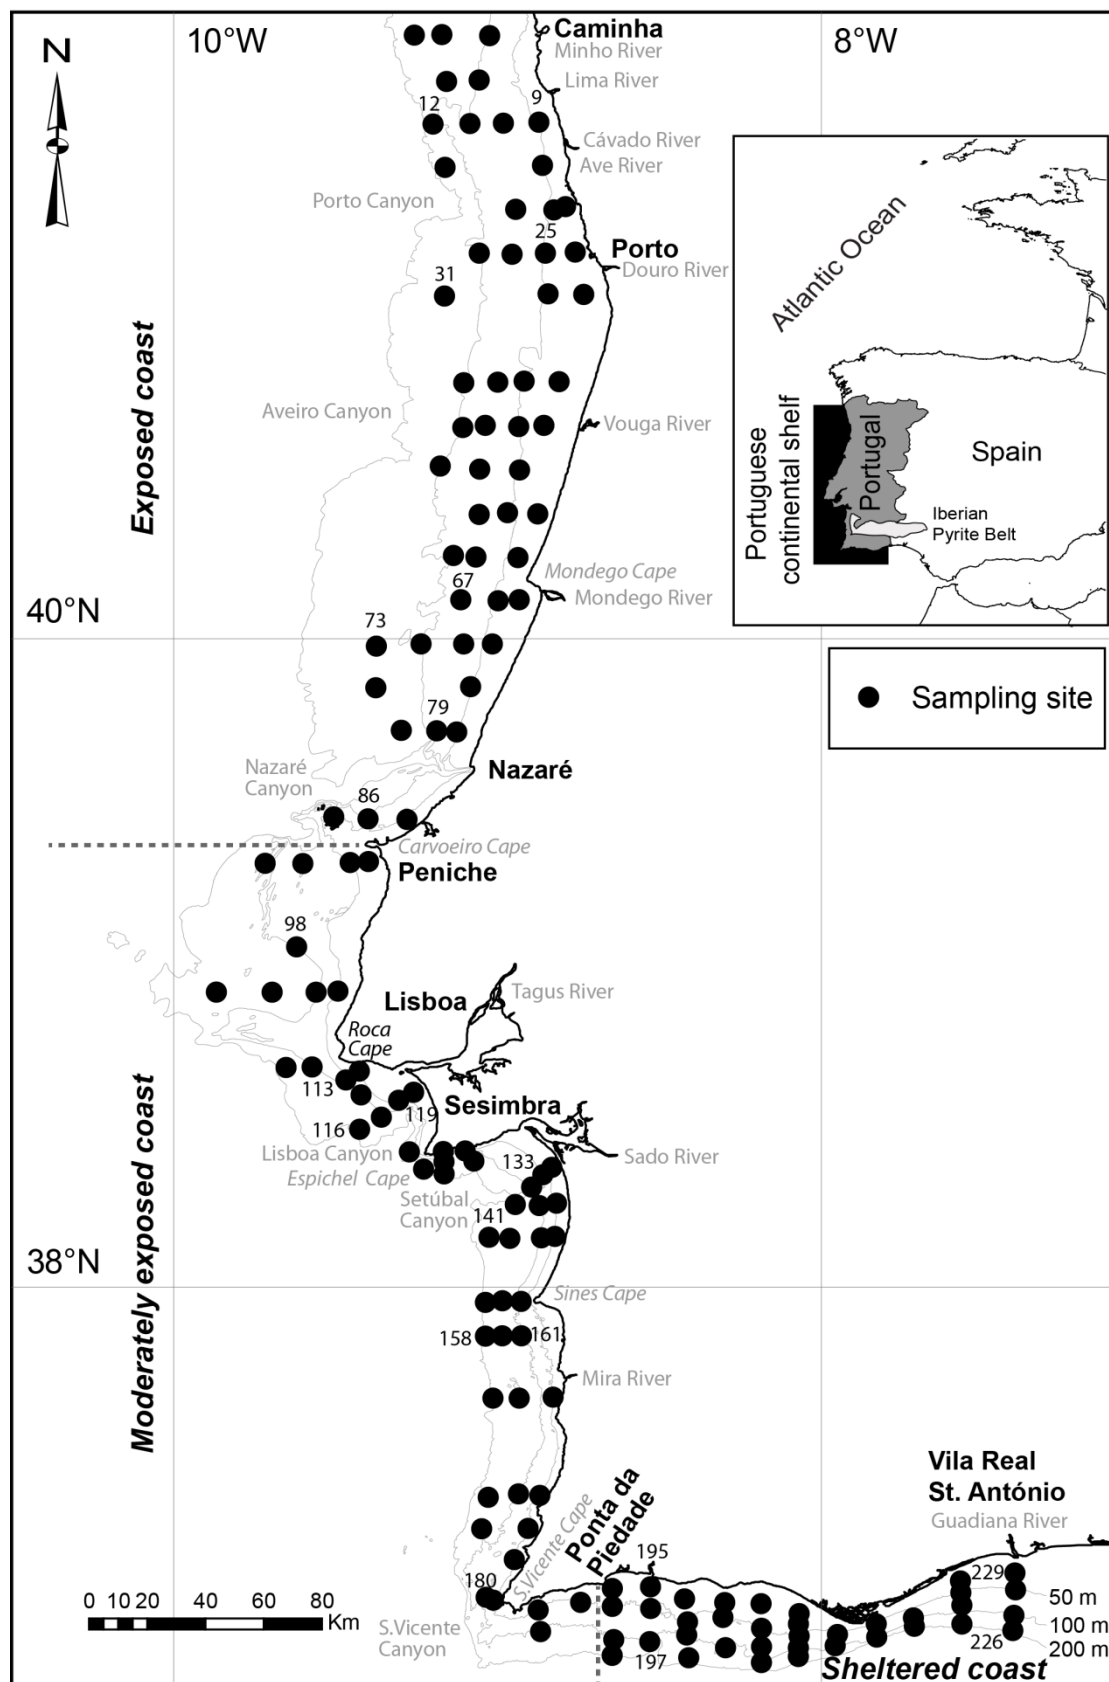 10°W
8°W
N
Caminha
Minho River
Lima River
12
9
Cávado River
Ave River
Porto Canyon
25
Porto
Douro River
31
Exposed coast
Aveiro Canyon
Vouga River
Mondego Cape
67
Mondego River
40°N
73
79
Nazaré
Nazaré
Canyon
86
Carvoeiro Cape
Peniche
98
Lisboa
Tagus River
Roca
Cape
113
119
Sesimbra
116
Lisboa Canyon
Espichel Cape
133
Sado River
Setúbal
Canyon
141
Moderately exposed coast
38°N
Sines Cape
158
161
Mira River
S.Vicente Cape
Ponta da
Piedade
Vila Real
St. António
Guadiana River
180
195
229
50 m
100 m
200 m
226
197
S.Vicente
Canyon
Sheltered coast
0 10 20 40 60 80
Km
Atlantic Ocean
Portuguese
continental shelf
Portugal
Spain
Iberian
Pyrite Belt
Sampling site